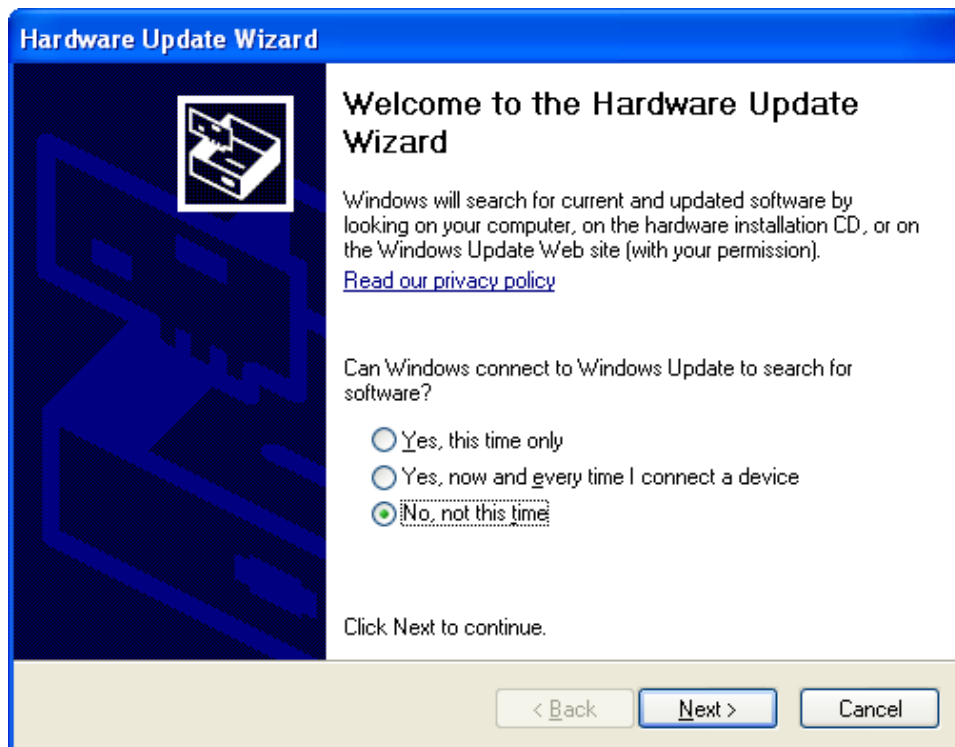 Hardware Update Wizard
Welcome to the Hardware Update
Wizard
Windows will search for current and updated software by
looking on your computer, on the hardware installation CD, or on
the Windows Update Web site (with your permission).
Read our privacy policy
Can Windows connect to Windows Update to search for
software?
Yes, this time only
Yes, now and every time I connect a device
No, not this time
Click Next to continue.
< Back
Next >
Cancel